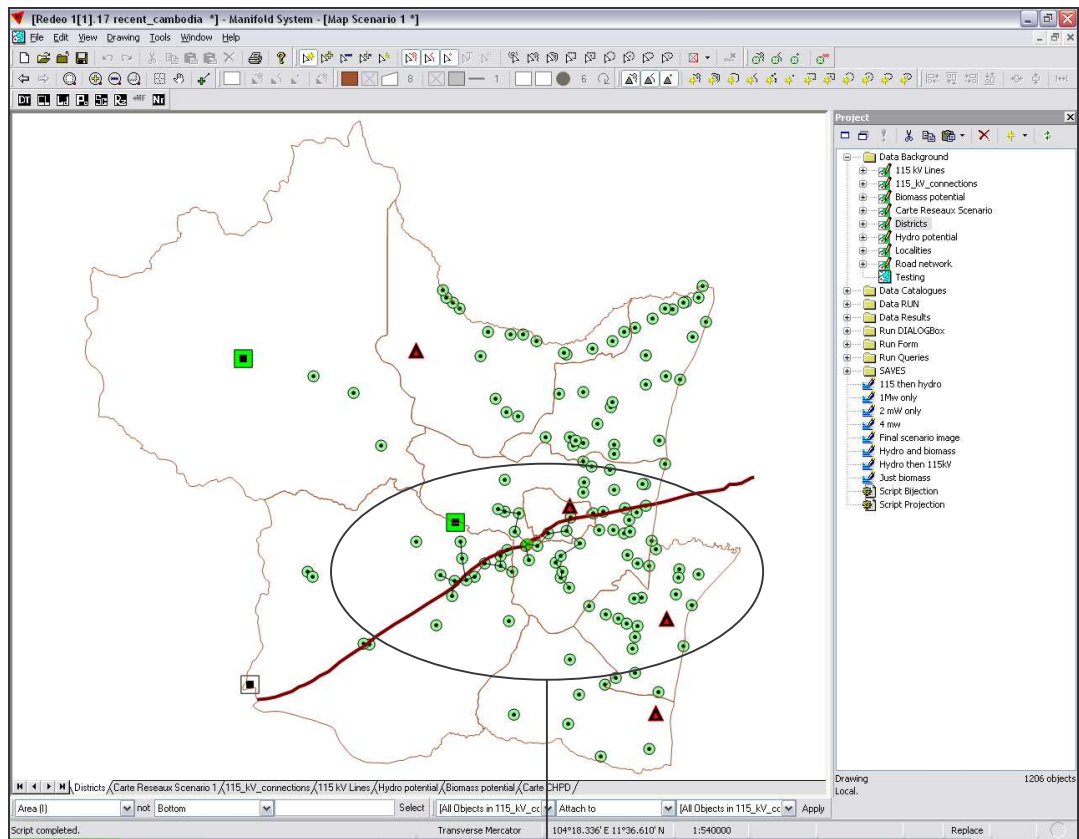 [Redeo 1[1].17 recent_cambodia *] - Manifold System - [Map Scenario 1 *]
File Edit View Drawing Tools Window Help
8 1 6
DT
Project
Data Background
115 kV Lines
115_kV_connections
Biomass potential
Carte Reseaux Scenario
Districts
Hydro potential
Localities
Road network
Testing
Data Catalogues
Data RUN
Data Results
Run DIALOGBox
Run Form
Run Queries
SAVES
115 then hydro
1Mw only
2 mW only
4 mw
Final scenario image
Hydro and biomass
Hydro then 115kV
Just biomass
Script Bijection
Script Projection
Districts Carte Reseaux Scenario 1 115_kV_connections 115 kV Lines Hydro potential Biomass potential Carte CHPD
Drawing 1206 objects
Local.
Area (I) not Bottom Select [All Objects in 115_kV_cc Attach to [All Objects in 115_kV_cc Apply
Script completed. Transverse Mercator 104°18.336' E 11°36.610' N 1:540000 Replace